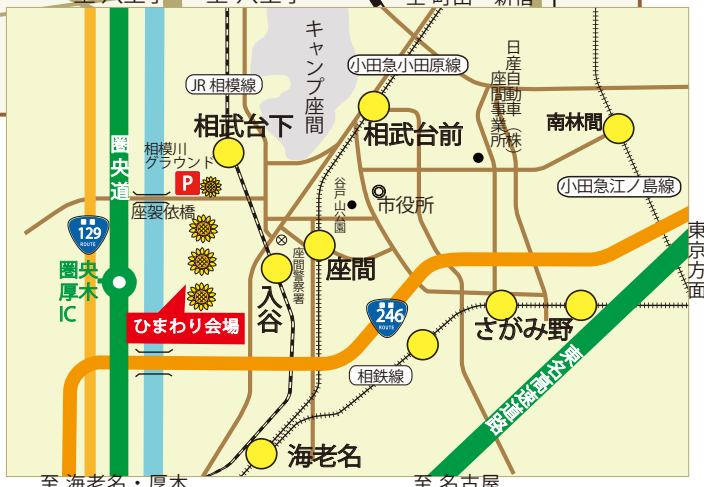 キャンプ座間
小田急小田原線
日産自動車㈱
座間事業所
JR 相模線
相武台下
相武台前
南林間
圏央道
相模川
グラウンド
P
小田急江ノ島線
谷戸山公園
市役所
座架依橋
129
ROUTE
東京方面
座間警察署
座間
圏央
厚木
IC
入谷
246
ROUTE
ひまわり会場
さがみ野
相鉄線
東名高速道路
海老名
至 海老名・厚木
至 名古屋